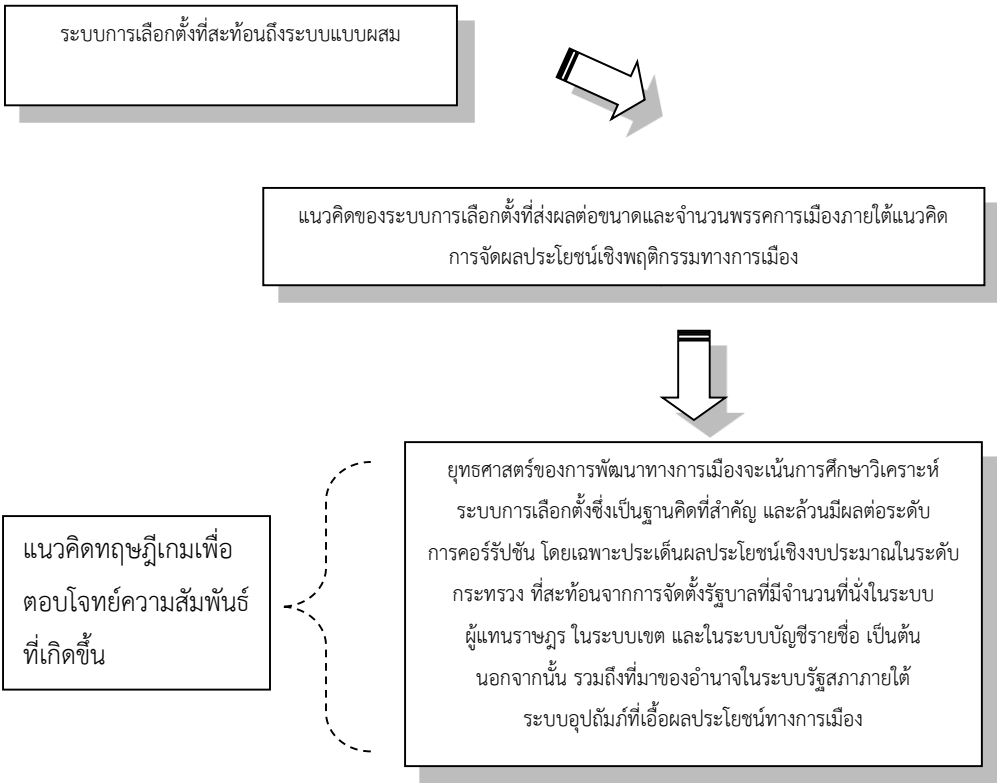 ระบบการเลือกตั้งที่สะท้อนถึงระบบแบบผสม
แนวคิดของระบบการเลือกตั้งที่ส่งผลต่อขนาดและจำนวนพรรคการเมืองภายใต้แนวคิด
การจัดผลประโยชน์เชิงพฤติกรรมทางการเมือง
ยุทธศาสตร์ของการพัฒนาทางการเมืองจะเน้นการศึกษาวิเคราะห์
ระบบการเลือกตั้งซึ่งเป็นฐานคิดที่สำคัญ และล้วนมีผลต่อระดับ
การคอร์รัปชัน โดยเฉพาะประเด็นผลประโยชน์เชิงงบประมาณในระดับ
กระทรวง ที่สะท้อนจากการจัดตั้งรัฐบาลที่มีจำนวนที่นั่งในระบบ
ผู้แทนราษฎร ในระบบเขต และในระบบบัญชีรายชื่อ เป็นต้น
นอกจากนั้น รวมถึงที่มาของอำนาจในระบบรัฐสภาภายใต้
ระบบอุปถัมภ์ที่เอื้อผลประโยชน์ทางการเมือง
แนวคิดทฤษฎีเกมเพื่อ
ตอบโจทย์ความสัมพันธ์
ที่เกิดขึ้น